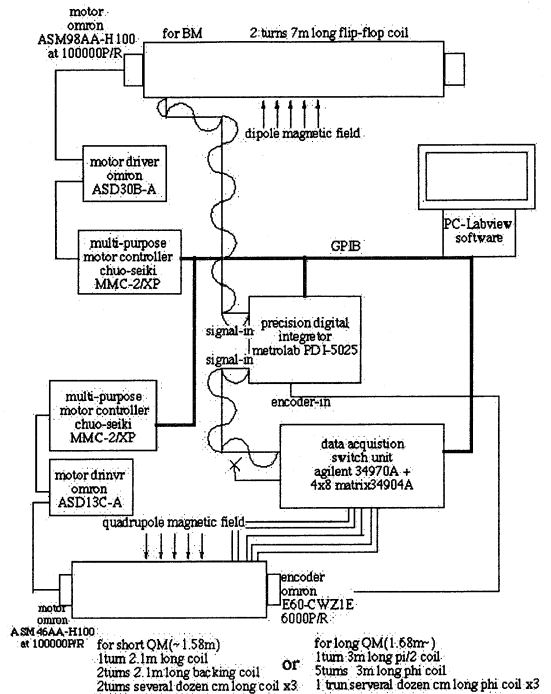 motor
omron
ASM98AA-H100
at 100000P/R
for BM
2 turns 7m long flip-flop coil
dipole magnetic field
motor driver
omron
ASD30B-A
PC-Labview
software
multi-purpose
motor controller
chuo-seiki
MMC-2/XP
GPIB
signal-in
precision digital
integretor
metrolab PDI-5025
signal-in
encoder-in
multi-purpose
motor controller
chuo-seiki
MMC-2/XP
data acquistion
switch unit
agilent 34970A +
4x8 matrix34904A
motor drinvr
omron
ASD13C-A
quadrupole magnetic field
encoder
omron
E60-CWZ1E
6000P/R
motor
omron
ASM46AA-H100
at 100000P/R
for short QM(~1.58m)
1turn 2.1m long coil
2turns 2.1m long backing coil
2turns several dozen cm long coil x3
or
for long QM(1.68m~)
1turn 3m long pi/2 coil
5turns 3m long phi coil
1 trun serveral dozen cm long phi coil x3